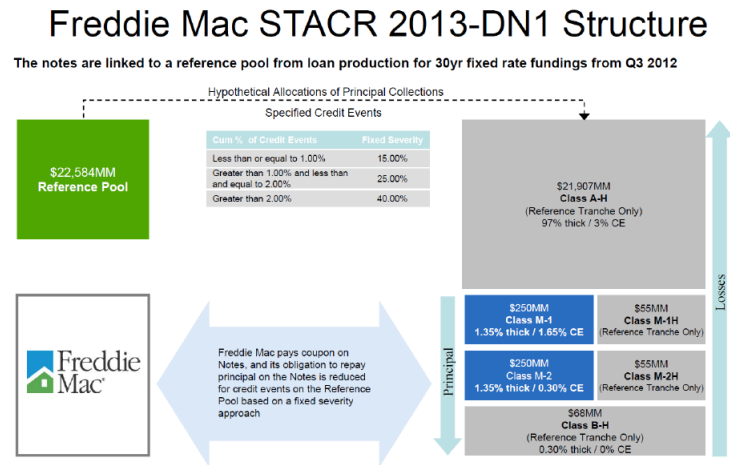 Freddie Mac STACR 2013-DN1 Structure
The notes are linked to a reference pool from loan production for 30yr fixed rate fundings from Q3 2012
Hypothetical Allocations of Principal Collections
Specified Credit Events
$22,584MM
Reference Pool
Cum % of Credit Events Fixed Severity
Less than or equal to 1.00% 15.00%
Greater than 1.00% and less than
and equal to 2.00% 25.00%
Greater than 2.00% 40.00%
$21,907MM
Class A-H
(Reference Tranche Only)
97% thick / 3% CE
Losses
Freddie
Mac
Freddie Mac pays coupon on
Notes, and its obligation to repay
principal on the Notes is reduced
for credit events on the Reference
Pool based on a fixed severity
approach
Principal
$250MM
Class M-1
1.35% thick / 1.65% CE
$55MM
Class M-1H
(Reference Tranche Only)
$250MM
Class M-2
1.35% thick / 0.30% CE
$55MM
Class M-2H
(Reference Tranche Only)
$68MM
Class B-H
(Reference Tranche Only)
0.30% thick / 0% CE